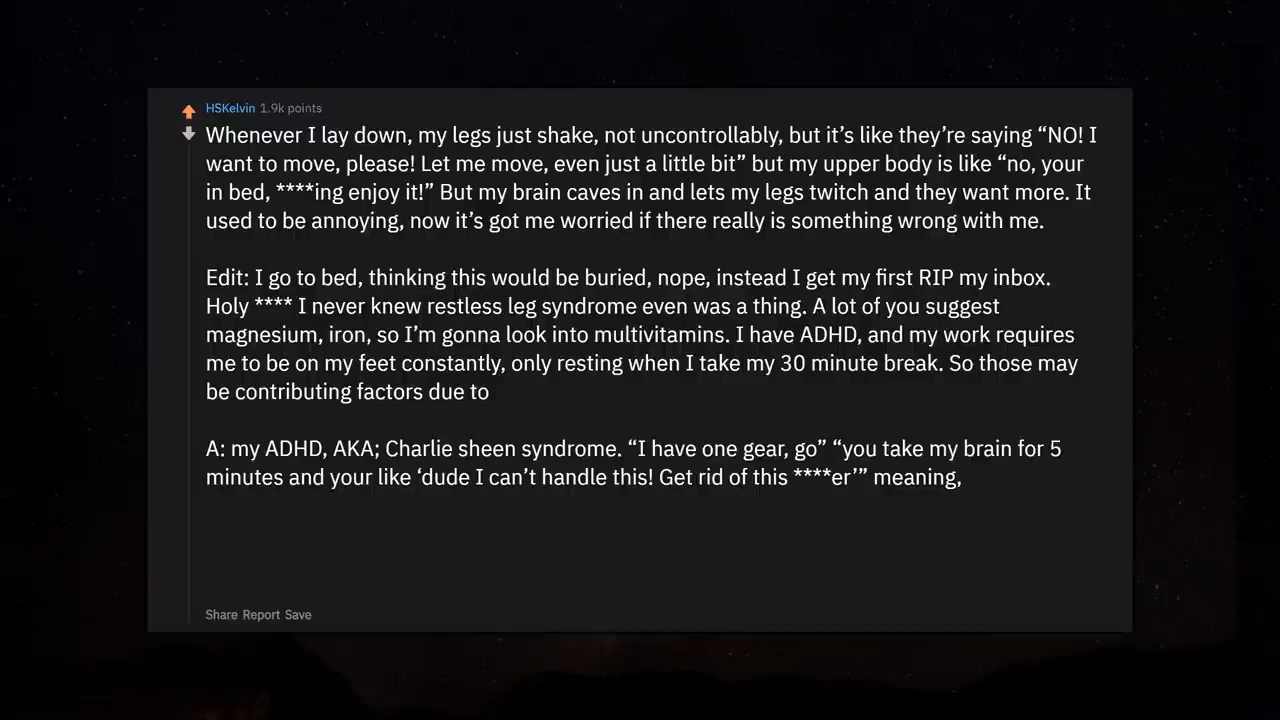 HSKelvin 1.9k points
Whenever I lay down, my legs just shake, not uncontrollably, but it’s like they’re saying “NO! I
want to move, please! Let me move, even just a little bit” but my upper body is like “no, your
in bed, ****ing enjoy it!” But my brain caves in and lets my legs twitch and they want more. It
used to be annoying, now it’s got me worried if there really is something wrong with me.
Edit: I go to bed, thinking this would be buried, nope, instead I get my first RIP my inbox.
Holy **** I never knew restless leg syndrome even was a thing. A lot of you suggest
magnesium, iron, so I’m gonna look into multivitamins. I have ADHD, and my work requires
me to be on my feet constantly, only resting when I take my 30 minute break. So those may
be contributing factors due to
A: my ADHD, AKA; Charlie sheen syndrome. “I have one gear, go” “you take my brain for 5
minutes and your like ‘dude I can’t handle this! Get rid of this ****er’” meaning,
Share Report Save